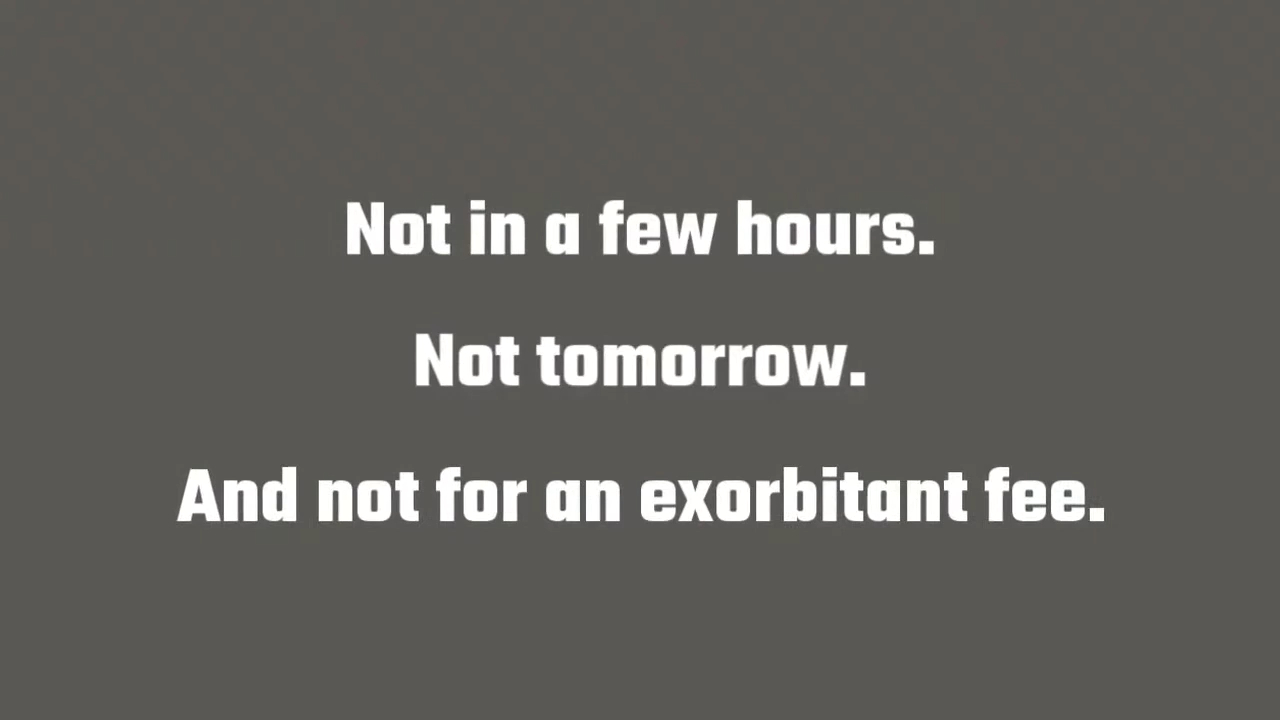 Not in a few hours.
Not tomorrow.
And not for an exorbitant fee.